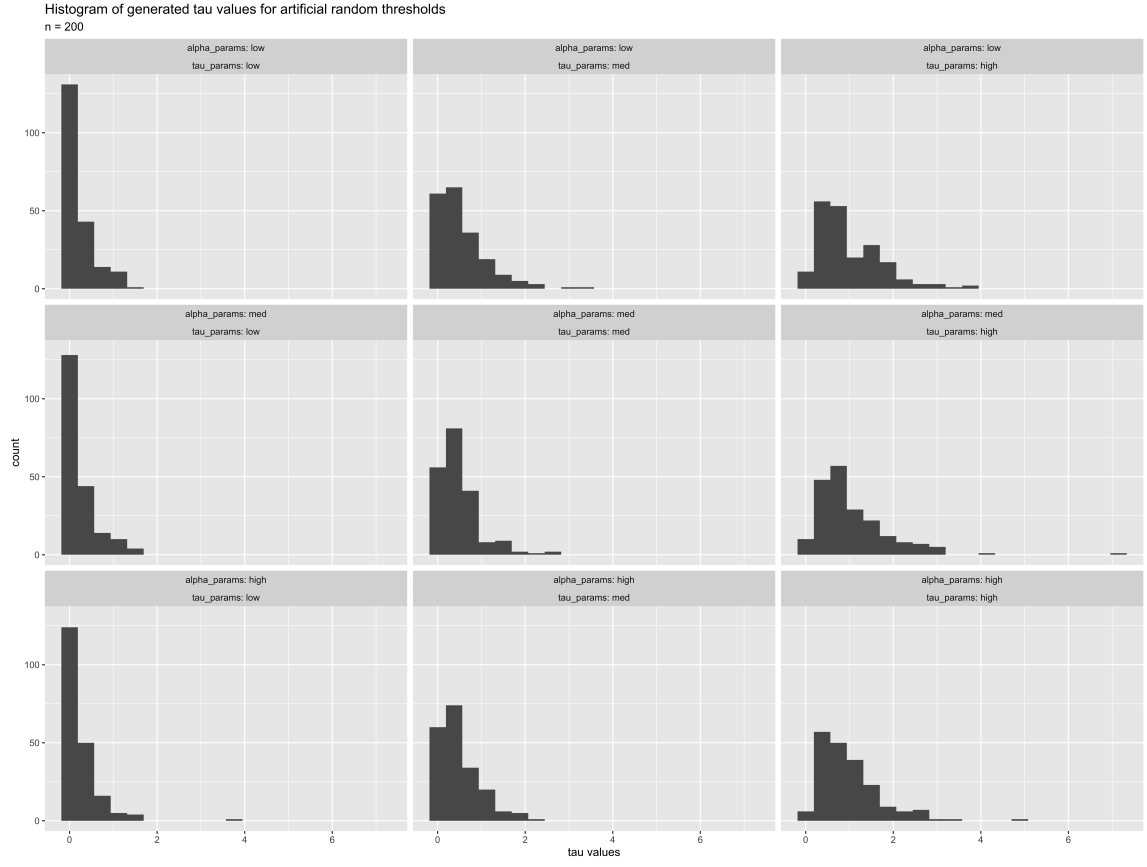 Histogram of generated tau values for artificial random thresholds
n = 200
alpha_params: low
tau_params: low
alpha_params: low
tau_params: med
alpha_params: low
tau_params: high
100
50
0
alpha_params: med
tau_params: low
alpha_params: med
tau_params: med
alpha_params: med
tau_params: high
100
50
0
count
alpha_params: high
tau_params: low
alpha_params: high
tau_params: med
alpha_params: high
tau_params: high
100
50
0
0 2 4 6
0 2 4 6
0 2 4 6
tau values